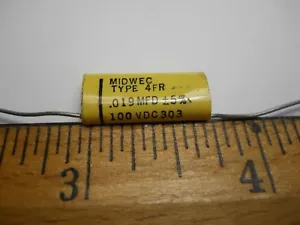 MIDWEC
TYPE 4FR
.019 MFD ±5%
100 VDC 303
3
4